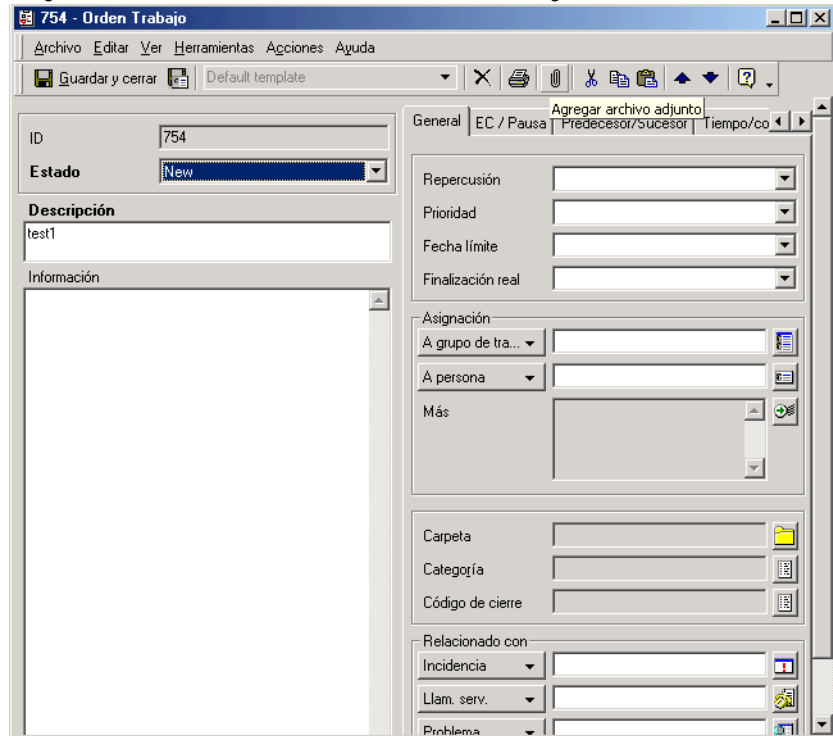 754 - Orden Trabajo
Archivo Editar Ver Herramientas Acciones Ayuda
Guardar y cerrar Default template
Agregar archivo adjunto
General EC / Pausa Predecesor/Sucesor Tiempo/co
ID 754
Estado New
Descripción
test1
Información
Repercusión
Prioridad
Fecha límite
Finalización real
Asignación
A grupo de tra...
A persona
Más
Carpeta
Categoría
Código de cierre
Relacionado con
Incidencia
Llam. serv.
Problema